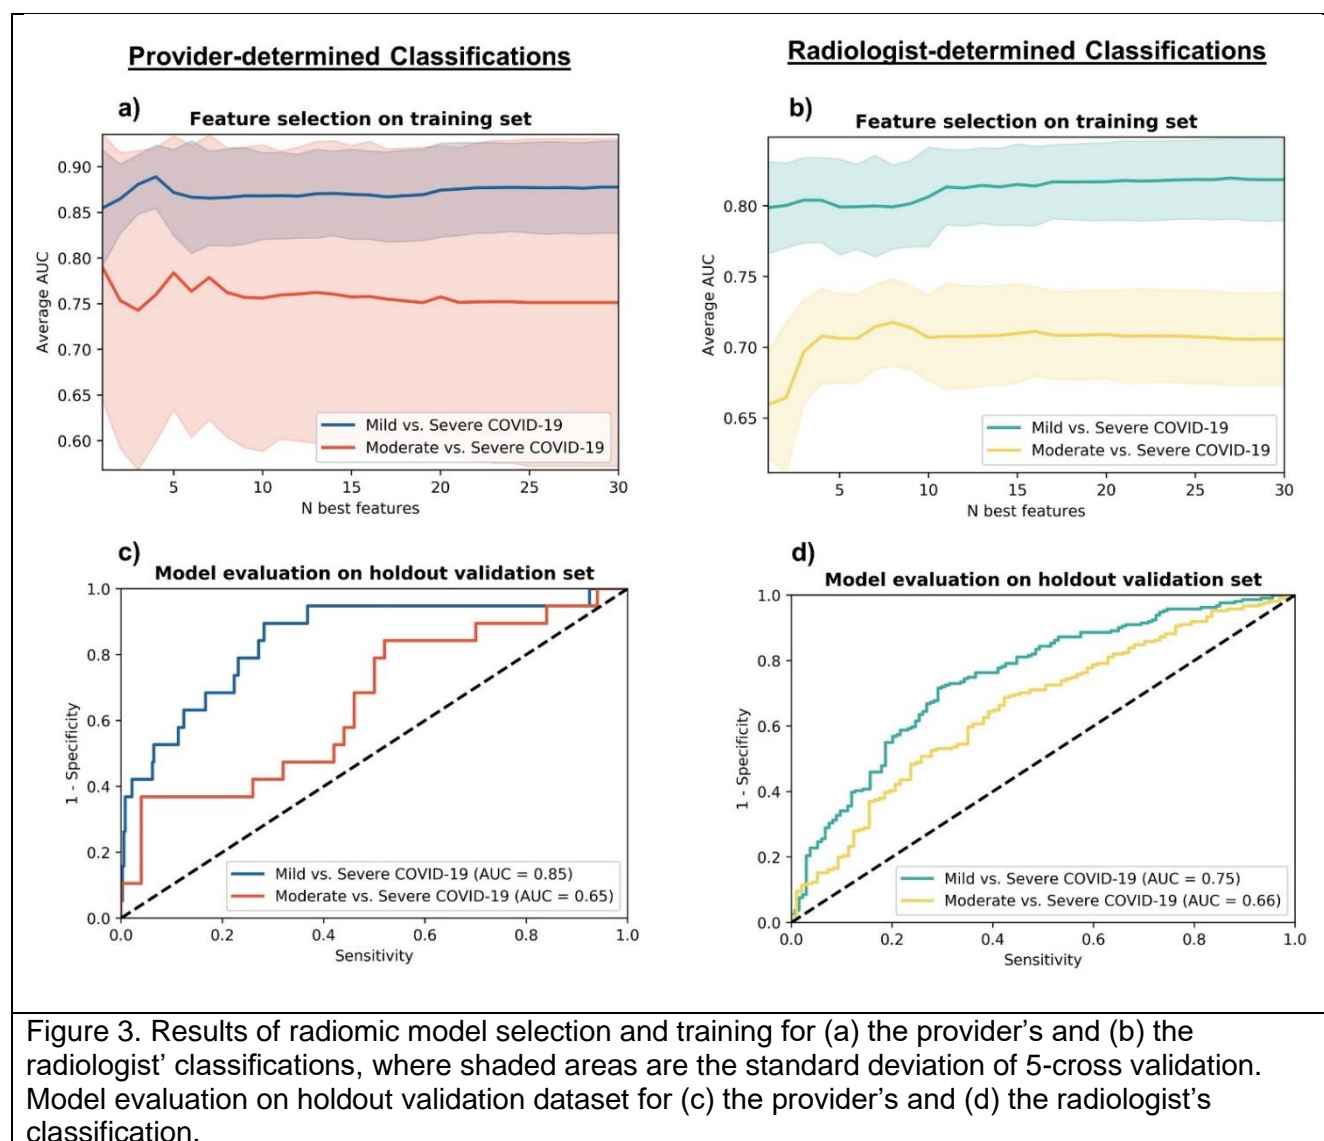 Provider-determined Classifications
Radiologist-determined Classifications
a)
Feature selection on training set
0.90
0.85
0.80
0.75
0.70
0.65
0.60
Average AUC
Mild vs. Severe COVID-19
Moderate vs. Severe COVID-19
5
10
15
20
25
30
N best features
b)
Feature selection on training set
0.80
0.75
0.70
0.65
Average AUC
Mild vs. Severe COVID-19
Moderate vs. Severe COVID-19
5
10
15
20
25
30
N best features
c)
Model evaluation on holdout validation set
1.0
0.8
0.6
0.4
0.2
0.0
1 - Specificity
Mild vs. Severe COVID-19 (AUC = 0.85)
Moderate vs. Severe COVID-19 (AUC = 0.65)
0.0
0.2
0.4
0.6
0.8
1.0
Sensitivity
d)
Model evaluation on holdout validation set
1.0
0.8
0.6
0.4
0.2
0.0
1 - Specificity
Mild vs. Severe COVID-19 (AUC = 0.75)
Moderate vs. Severe COVID-19 (AUC = 0.66)
0.0
0.2
0.4
0.6
0.8
1.0
Sensitivity
Figure 3. Results of radiomic model selection and training for (a) the provider's and (b) the
radiologist' classifications, where shaded areas are the standard deviation of 5-cross validation.
Model evaluation on holdout validation dataset for (c) the provider's and (d) the radiologist's
classification.